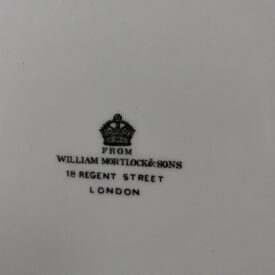 FROM
WILLIAM MORTLOCK & SONS
18 REGENT STREET
LONDON